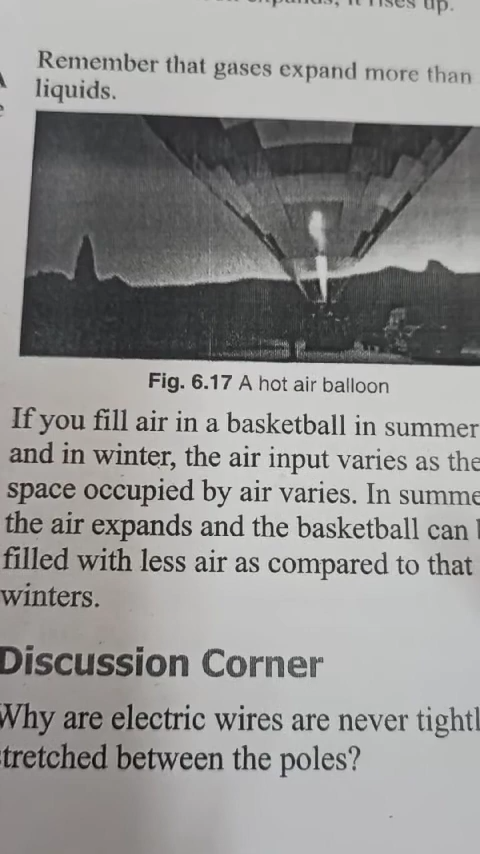 it rises up.
Remember that gases expand more than
liquids.
Fig. 6.17 A hot air balloon
If you fill air in a basketball in summer
and in winter, the air input varies as the
space occupied by air varies. In summe
the air expands and the basketball can
filled with less air as compared to that
winters.
Discussion Corner
Why are electric wires are never tightl
stretched between the poles?